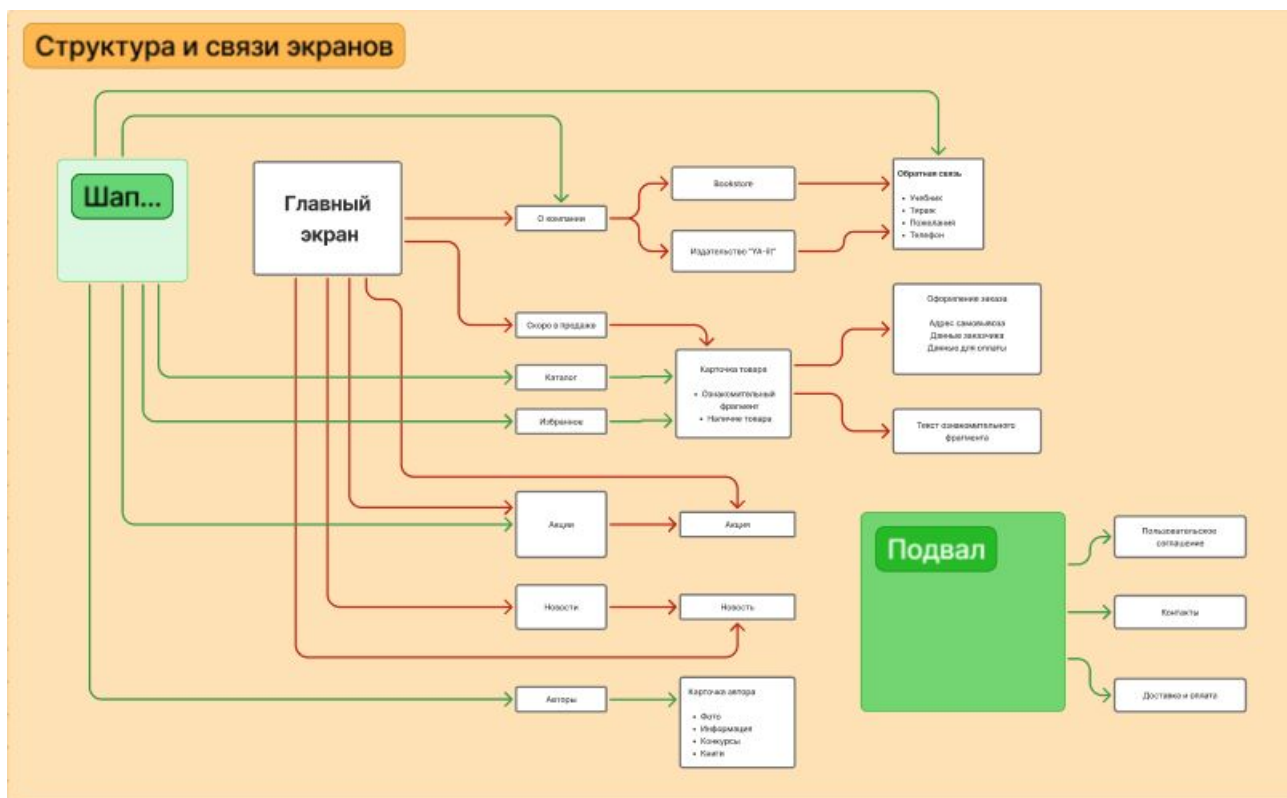 Структура и связи экранов
Шап...
Главный
экран
О компании
Bookstore
Издательство "YA-ЕГ"
Обратная связь
• Учебник
• Тираж
• Пожелания
• Телефон
Скоро в продаже
Каталог
Избранное
Карточка товара
• Ознакомительный
фрагмент
• Наличие товара
Оформление заказа
Адрес самовывоза
Данные заказчика
Данные для оплаты
Текст ознакомительного
фрагмента
Акции
Акция
Новости
Новость
Авторы
Карточка автора
• Фото
• Информация
• Конкурсы
• Книги
Подвал
Пользовательское
соглашение
Контакты
Доставка и оплата